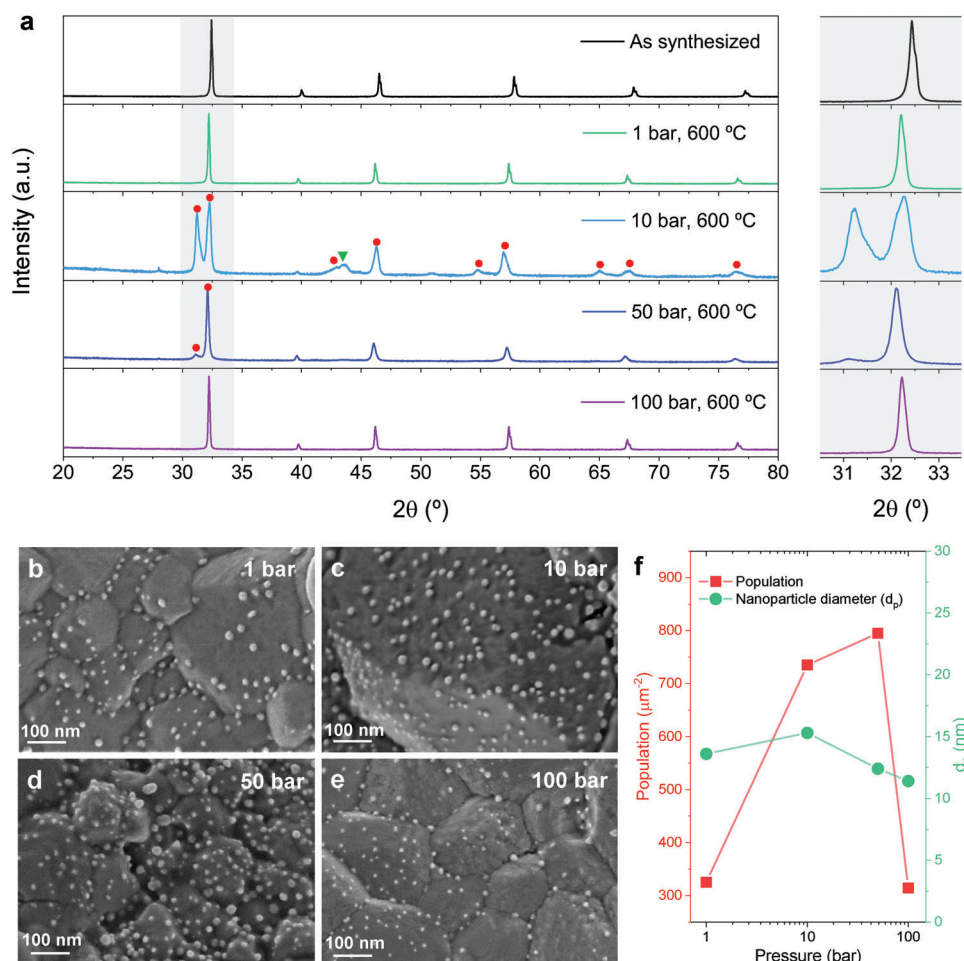 a
As synthesized
1 bar, 600 ºC
10 bar, 600 ºC
50 bar, 600 ºC
100 bar, 600 ºC
Intensity (a.u.)
20 25 30 35 40 45 50 55 60 65 70 75 80
2θ (º)
31 32 33
2θ (º)
b
1 bar
100 nm
c
10 bar
100 nm
d
50 bar
100 nm
e
100 bar
100 nm
f
Population
Nanoparticle diameter (dp)
Population (µm-2)
900
800
700
600
500
400
300
30
25
20
15
10
5
0
dp (nm)
1 10 100
Pressure (bar)